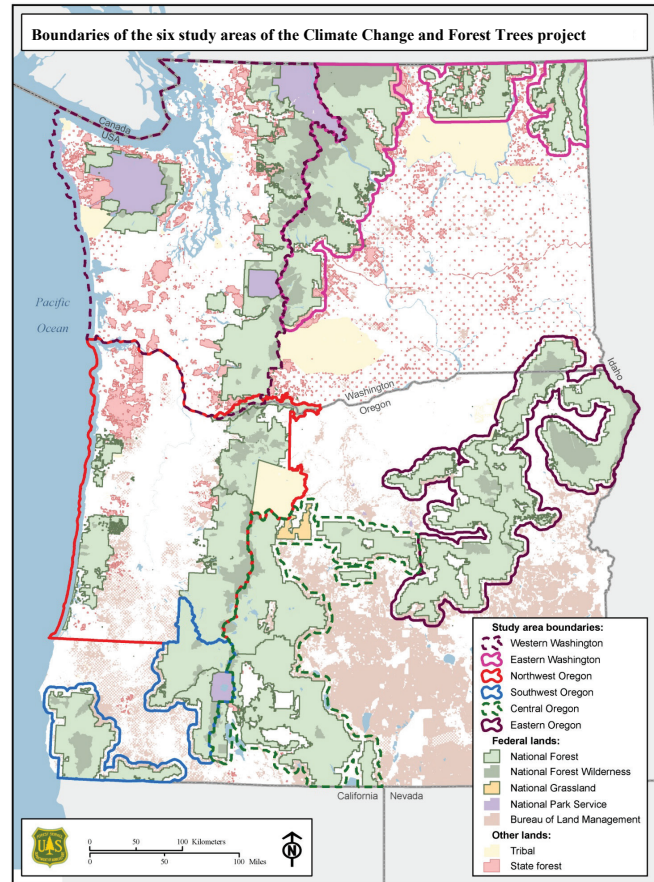 Boundaries of the six study areas of the Climate Change and Forest Trees project
Canada
USA
Pacific
Ocean
Washington
Oregon
Idaho
California
Nevada
Study area boundaries:
Western Washington
Eastern Washington
Northwest Oregon
Southwest Oregon
Central Oregon
Eastern Oregon
Federal lands:
National Forest
National Forest Wilderness
National Grassland
National Park Service
Bureau of Land Management
Other lands:
Tribal
State forest
0 50 100 Kilometers
0 50 100 Miles
N
U S